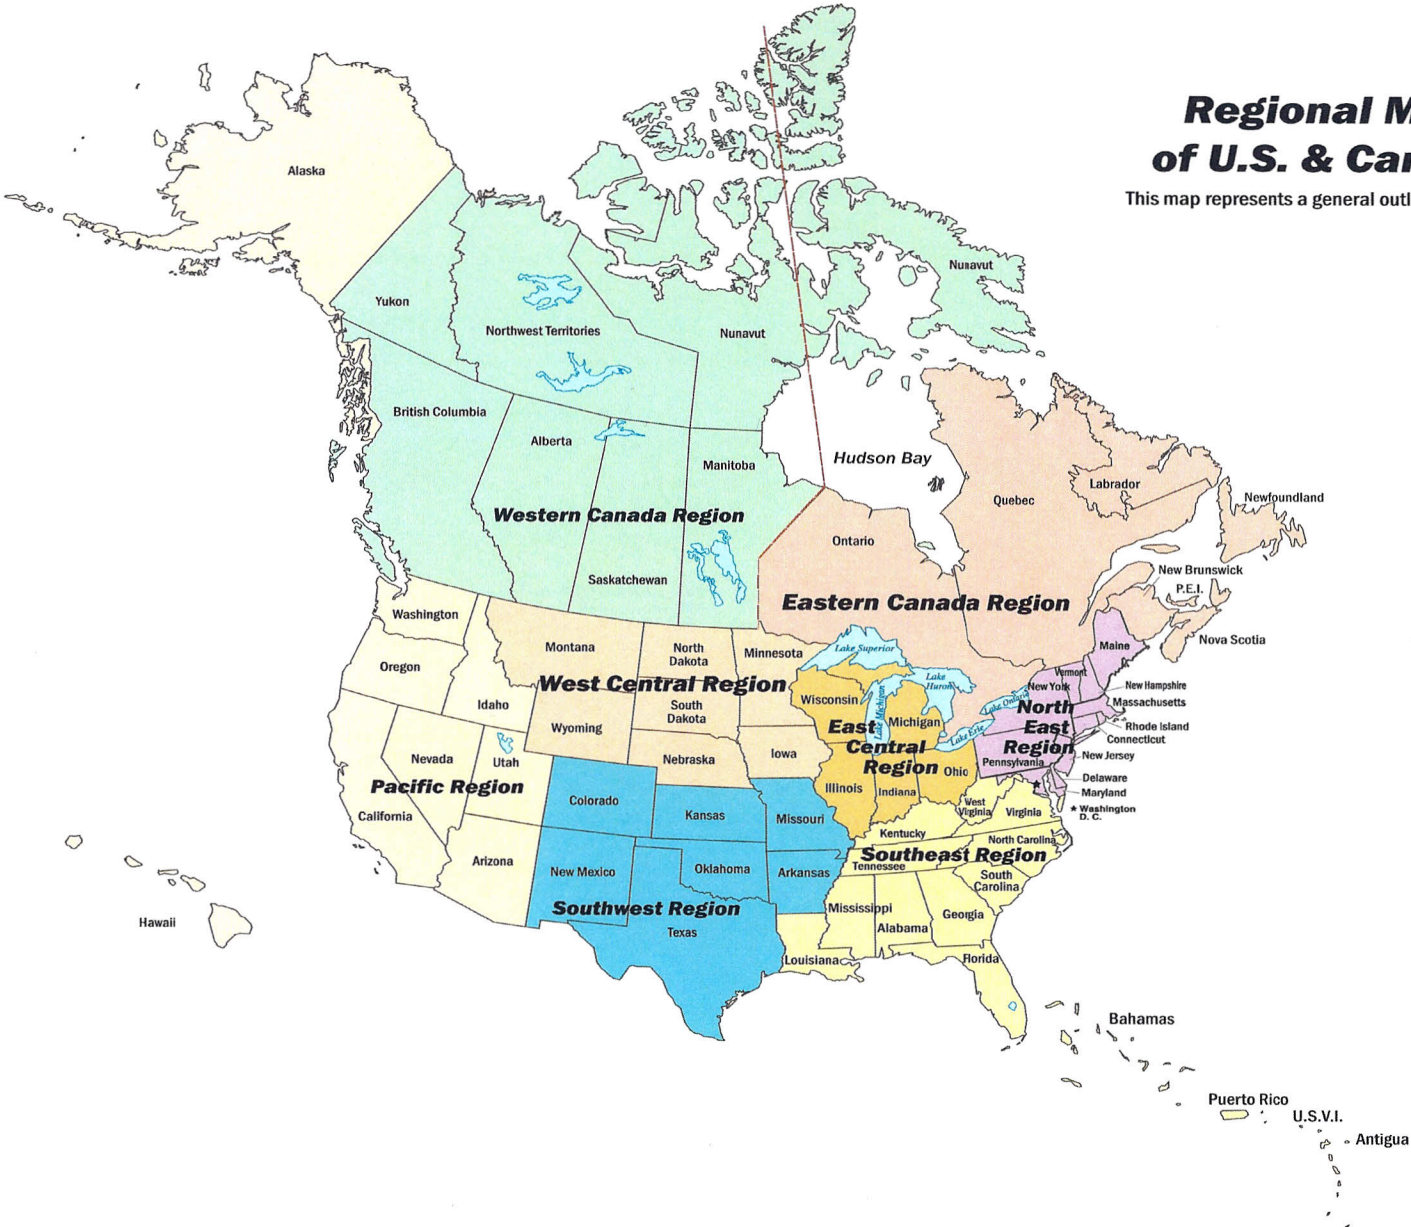 Regional M
of U.S. & Can
This map represents a general outl
Alaska
Nunavut
Yukon
Northwest Territories
Nunavut
British Columbia
Alberta
Manitoba
Hudson Bay
Quebec
Labrador
Newfoundland
Western Canada Region
Ontario
Saskatchewan
New Brunswick
P.E.I.
Eastern Canada Region
Washington
Nova Scotia
Oregon
Montana
North
Dakota
Minnesota
Lake Superior
Maine
Vermont
Lake
Huron
New York
New Hampshire
West Central Region
Idaho
Wisconsin
Lake Michigan
Michigan
Lake Ontario
Massachusetts
South
Dakota
Wyoming
North
East
Region
Rhode Island
Connecticut
East
Central
Region
Lake Erie
Nevada
Utah
Nebraska
Iowa
Pennsylvania
New Jersey
Ohio
Delaware
Maryland
Pacific Region
Illinois
Indiana
Colorado
Kansas
Missouri
West
Virginia
Virginia
Washington
D. C.
California
Kentucky
North Carolina
Southeast Region
Arizona
New Mexico
Oklahoma
Arkansas
Tennessee
South
Carolina
Southwest Region
Mississippi
Georgia
Hawaii
Texas
Alabama
Louisiana
Florida
Bahamas
Puerto Rico
U.S.V.I.
Antigua